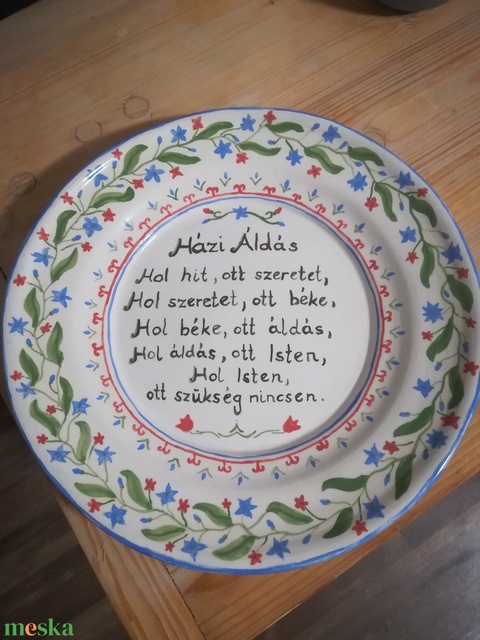 Házi Áldás
Hol hit, ott szeretet,
Hol szeretet, ott béke,
Hol béke, ott áldás,
Hol áldás, ott Isten,
Hol Isten,
ott szükség nincsen.
meska